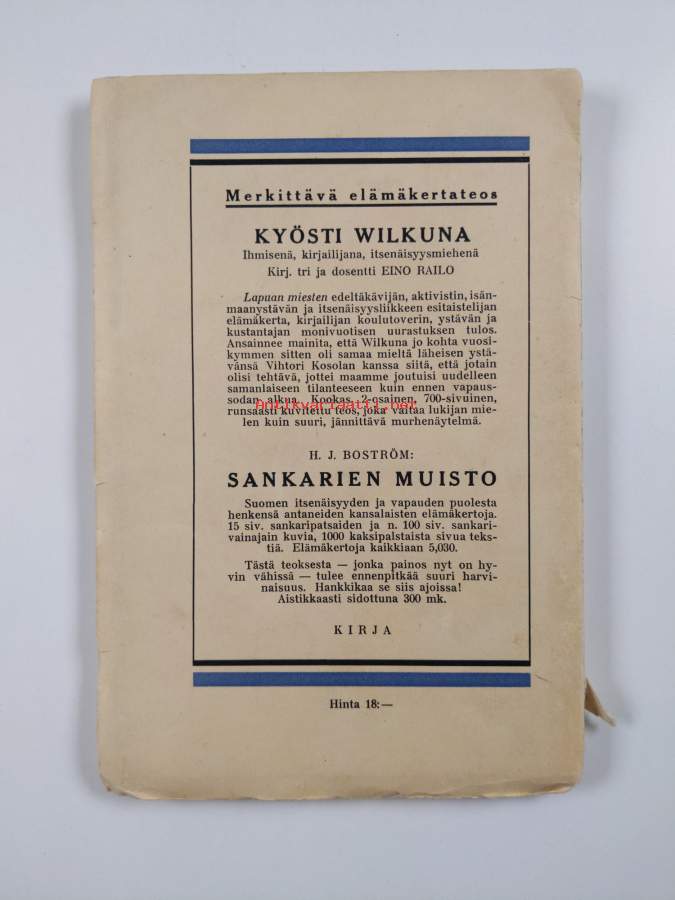 Merkittävä elämäkertateos
KYÖSTI WILKUNA
Ihmisenä, kirjailijana, itsenäisyysmiehenä
Kirj. tri ja dosentti EINO RAILO
Lapuan miesten edeltäkävijän, aktivistin, isän-
maanystävän ja itsenäisyysliikkeen esitaistelijan
elämäkerta, kirjailijan koulutoverin, ystävän ja
kustantajan monivuotisen uurastuksen tulos.
Ansainnee mainita, että Wilkuna jo kohta vuosi-
kymmen sitten oli samaa mieltä läheisen ystä-
vänsä Vihtori Kosolan kanssa siitä, että jotain
olisi tehtävä, jottei maamme joutuisi uudelleen
samanlaiseen tilanteeseen kuin ennen vapaus-
sodan alkua. Kookas, 2-osainen, 700-sivuinen,
Antikvariaatti.net
runsaasti kuvitettu teos, joka valtaa lukijan mie-
len kuin suuri, jännittävä murhenäytelmä.
H. J. BOSTRÖM:
SANKARIEN MUISTO
Suomen itsenäisyyden ja vapauden puolesta
henkensä antaneiden kansalaisten elämäkertoja.
15 siv. sankaripatsaiden ja n. 100 siv. sankari-
vainajain kuvia, 1000 kaksipalstaista sivua teks-
tiä. Elämäkertoja kaikkiaan 5,030.
Tästä teoksesta — jonka painos nyt on hy-
vin vähissä — tulee ennenpitkää suuri harvi-
naisuus. Hankkikaa se siis ajoissa!
Aistikkaasti sidottuna 300 mk.
KIRJA
Hinta 18:—